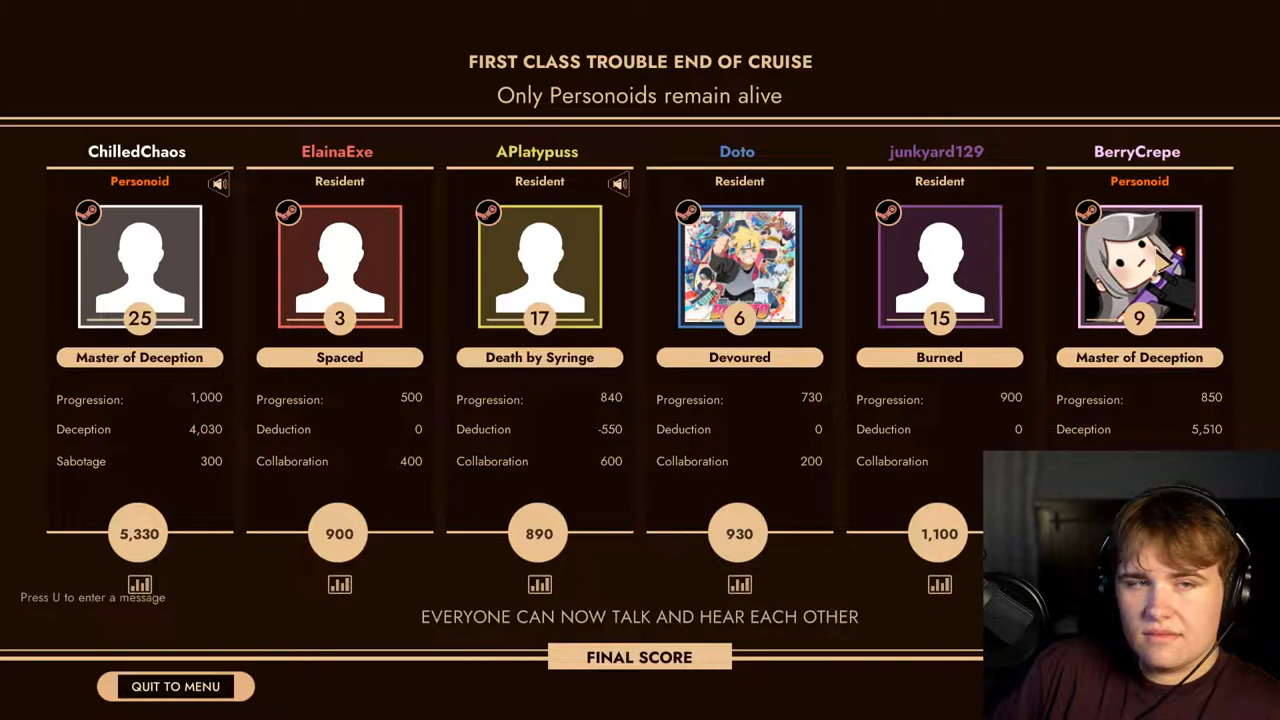 FIRST CLASS TROUBLE END OF CRUISE
Only Personoids remain alive
ChilledChaos
Personoid
25
Master of Deception
Progression: 1,000
Deception 4,030
Sabotage 300
5,330
ElainaExe
Resident
3
Spaced
Progression: 500
Deduction 0
Collaboration 400
900
APlatypuss
Resident
17
Death by Syringe
Progression: 840
Deduction -550
Collaboration 600
890
Doto
Resident
6
Devoured
Progression: 730
Deduction 0
Collaboration 200
930
junkyard129
Resident
15
Burned
Progression: 900
Deduction 0
Collaboration
1,100
BerryCrepe
Personoid
9
Master of Deception
Progression: 850
Deception 5,510
Press U to enter a message
EVERYONE CAN NOW TALK AND HEAR EACH OTHER
FINAL SCORE
QUIT TO MENU